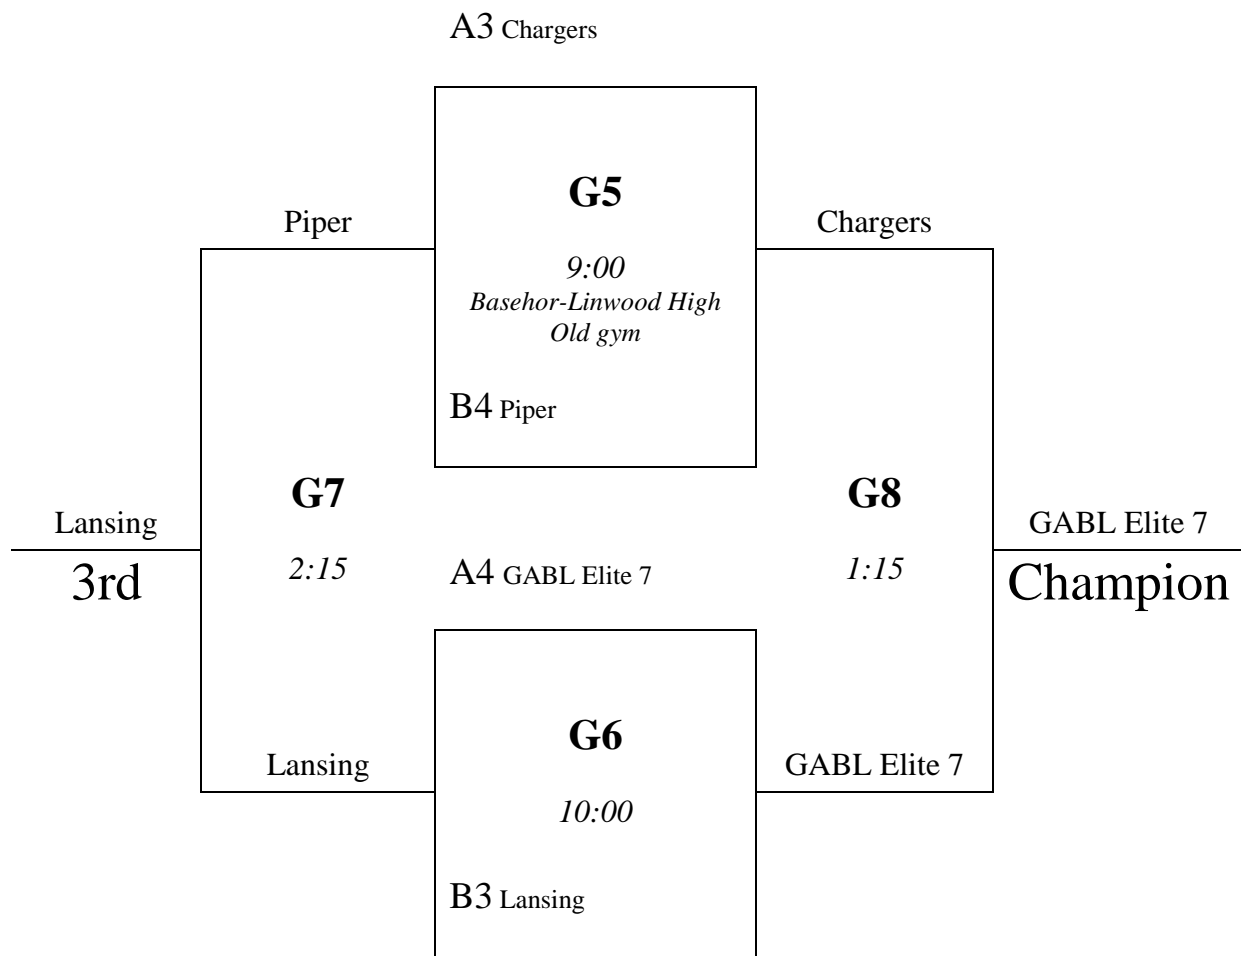 A3 Chargers
G5
Piper
Chargers
9:00
Basehor-Linwood High
Old gym
B4 Piper
G7
G8
Lansing
GABL Elite 7
2:15
A4 GABL Elite 7
1:15
3rd
Champion
G6
Lansing
GABL Elite 7
10:00
B3 Lansing